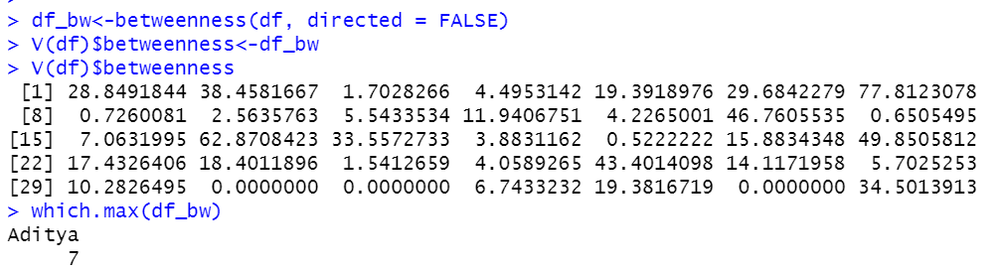 > df_bw<-betweenness(df, directed = FALSE)
> V(df)$betweenness<-df_bw
> V(df)$betweenness
[1] 28.8491844 38.4581667 1.7028266 4.4953142 19.3918976 29.6842279 77.8123078
[8] 0.7260081 2.5635763 5.5433534 11.9406751 4.2265001 46.7605535 0.6505495
[15] 7.0631995 62.8708423 33.5572733 3.8831162 0.5222222 15.8834348 49.8505812
[22] 17.4326406 18.4011896 1.5412659 4.0589265 43.4014098 14.1171958 5.7025253
[29] 10.2826495 0.0000000 0.0000000 6.7433232 19.3816719 0.0000000 34.5013913
> which.max(df_bw)
Aditya
7